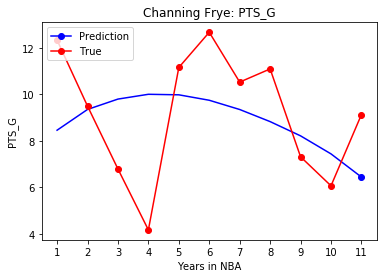 Channing Frye: PTS_G
Prediction
True
12
10
8
6
4
PTS_G
1 2 3 4 5 6 7 8 9 10 11
Years in NBA